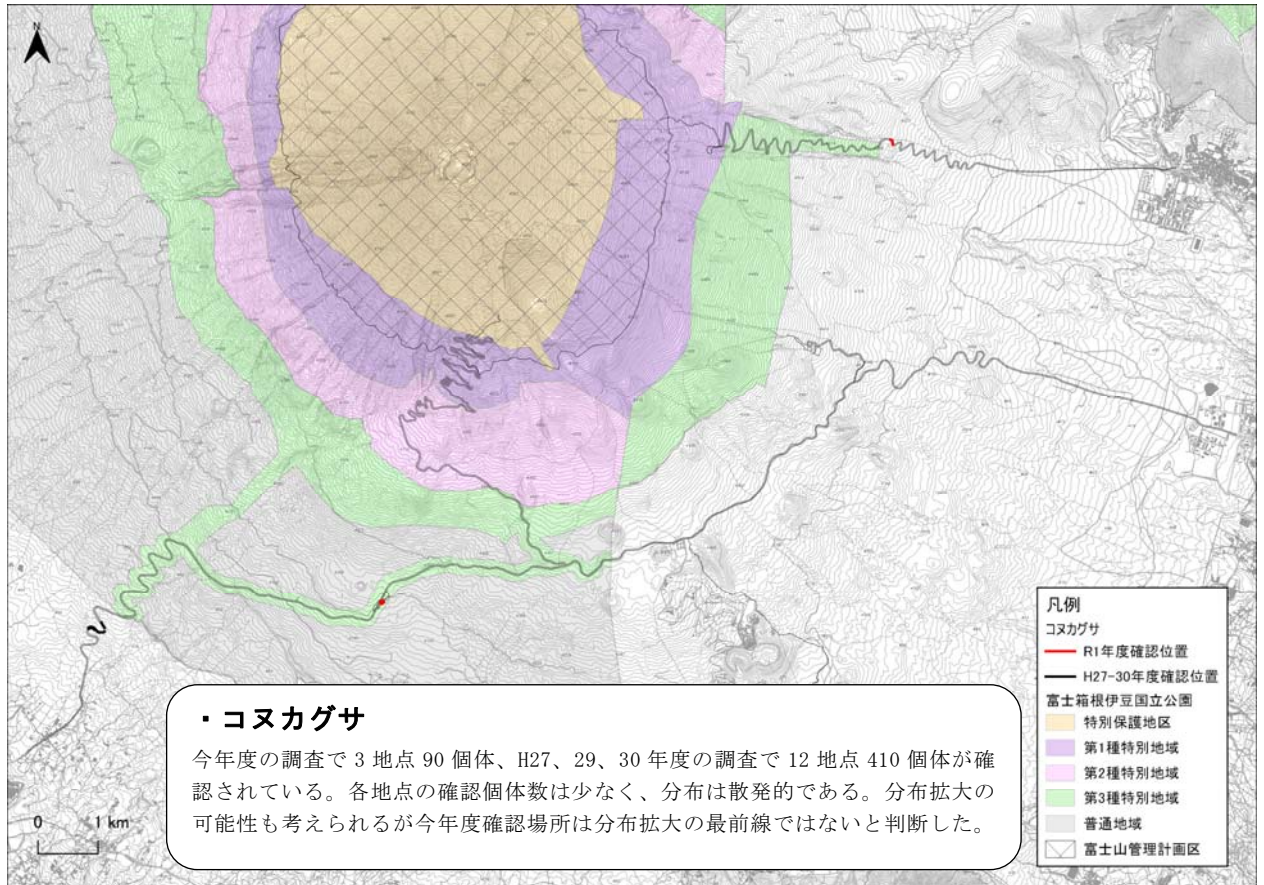 N
・コヌカグサ
今年度の調査で 3 地点 90 個体、H27、29、30 年度の調査で 12 地点 410 個体が確
認されている。各地点の確認個体数は少なく、分布は散発的である。分布拡大の
可能性も考えられるが今年度確認場所は分布拡大の最前線ではないと判断した。
0 1 km
凡例
コヌカグサ
R1年度確認位置
H27-30年度確認位置
富士箱根伊豆国立公園
特別保護地区
第1種特別地域
第2種特別地域
第3種特別地域
普通地域
富士山管理計画区